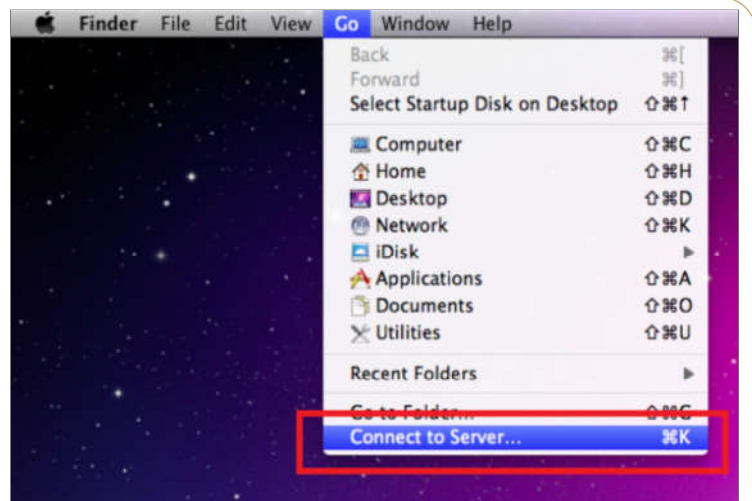 Finder File Edit View Go Window Help
Back ⌘[
Forward ⌘]
Select Startup Disk on Desktop ⇧⌘↑
Computer ⇧⌘C
Home ⇧⌘H
Desktop ⇧⌘D
Network ⇧⌘K
iDisk ▶
Applications ⇧⌘A
Documents ⇧⌘O
Utilities ⇧⌘U
Recent Folders ▶
Go to Folder... ⇧⌘G
Connect to Server... ⌘K